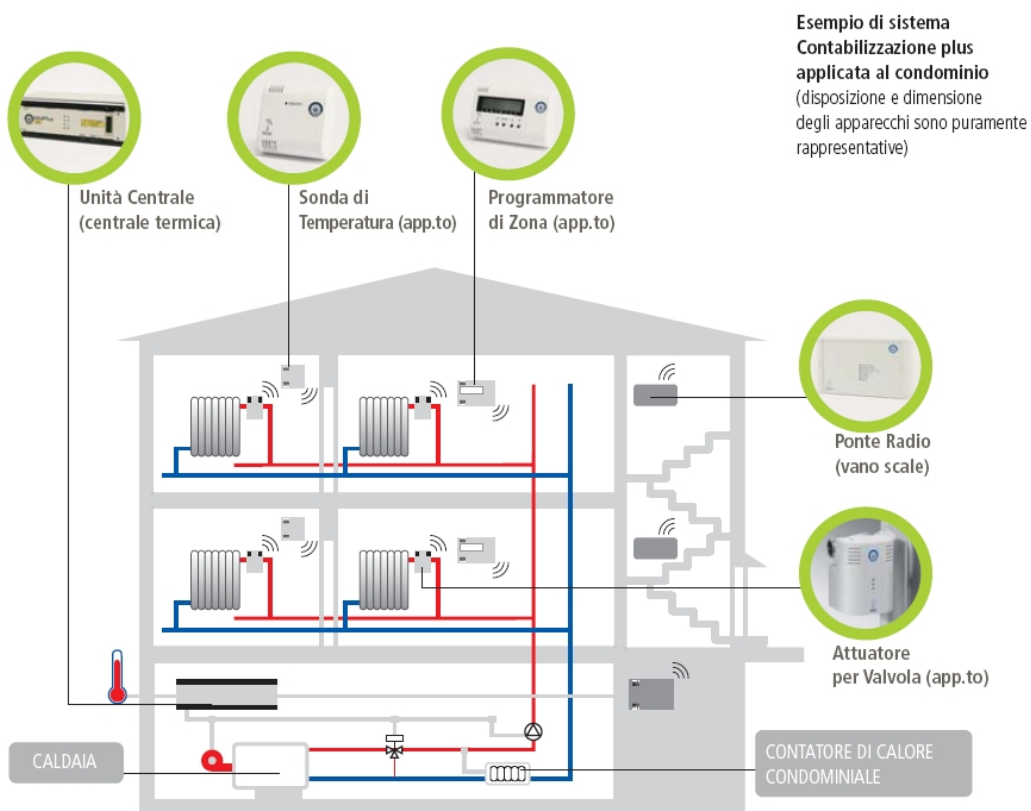 Esempio di sistema
Contabilizzazione plus
applicata al condominio
(disposizione e dimensione
degli apparecchi sono puramente
rappresentative)
Unità Centrale
(centrale termica)
Sonda di
Temperatura (app.to)
Programmatore
di Zona (app.to)
Ponte Radio
(vano scale)
Attuatore
per Valvola (app.to)
CALDAIA
CONTATORE DI CALORE
CONDOMINIALE